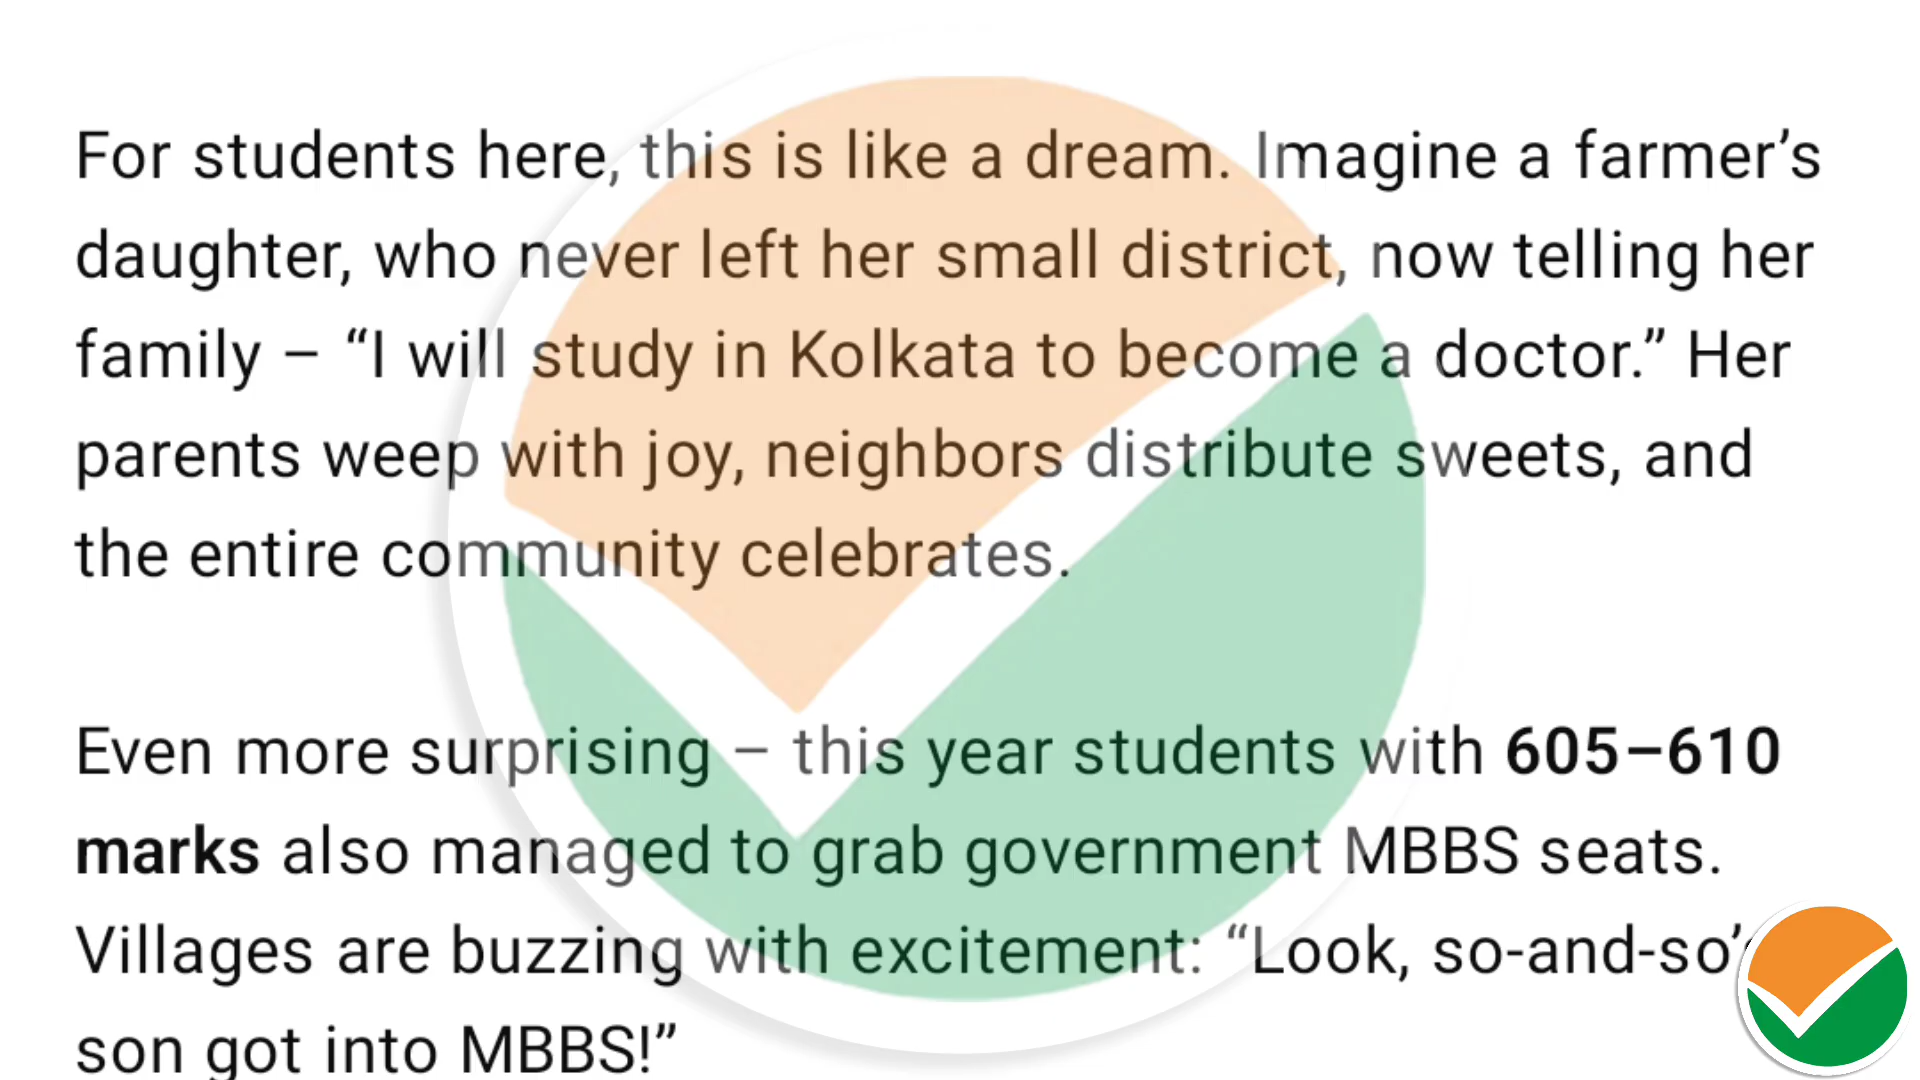 For students here, this is like a dream. Imagine a farmer’s
daughter, who never left her small district, now telling her
family – “I will study in Kolkata to become a doctor.” Her
parents weep with joy, neighbors distribute sweets, and
the entire community celebrates.
Even more surprising – this year students with 605–610
marks also managed to grab government MBBS seats.
Villages are buzzing with excitement: “Look, so-and-so’
son got into MBBS!”